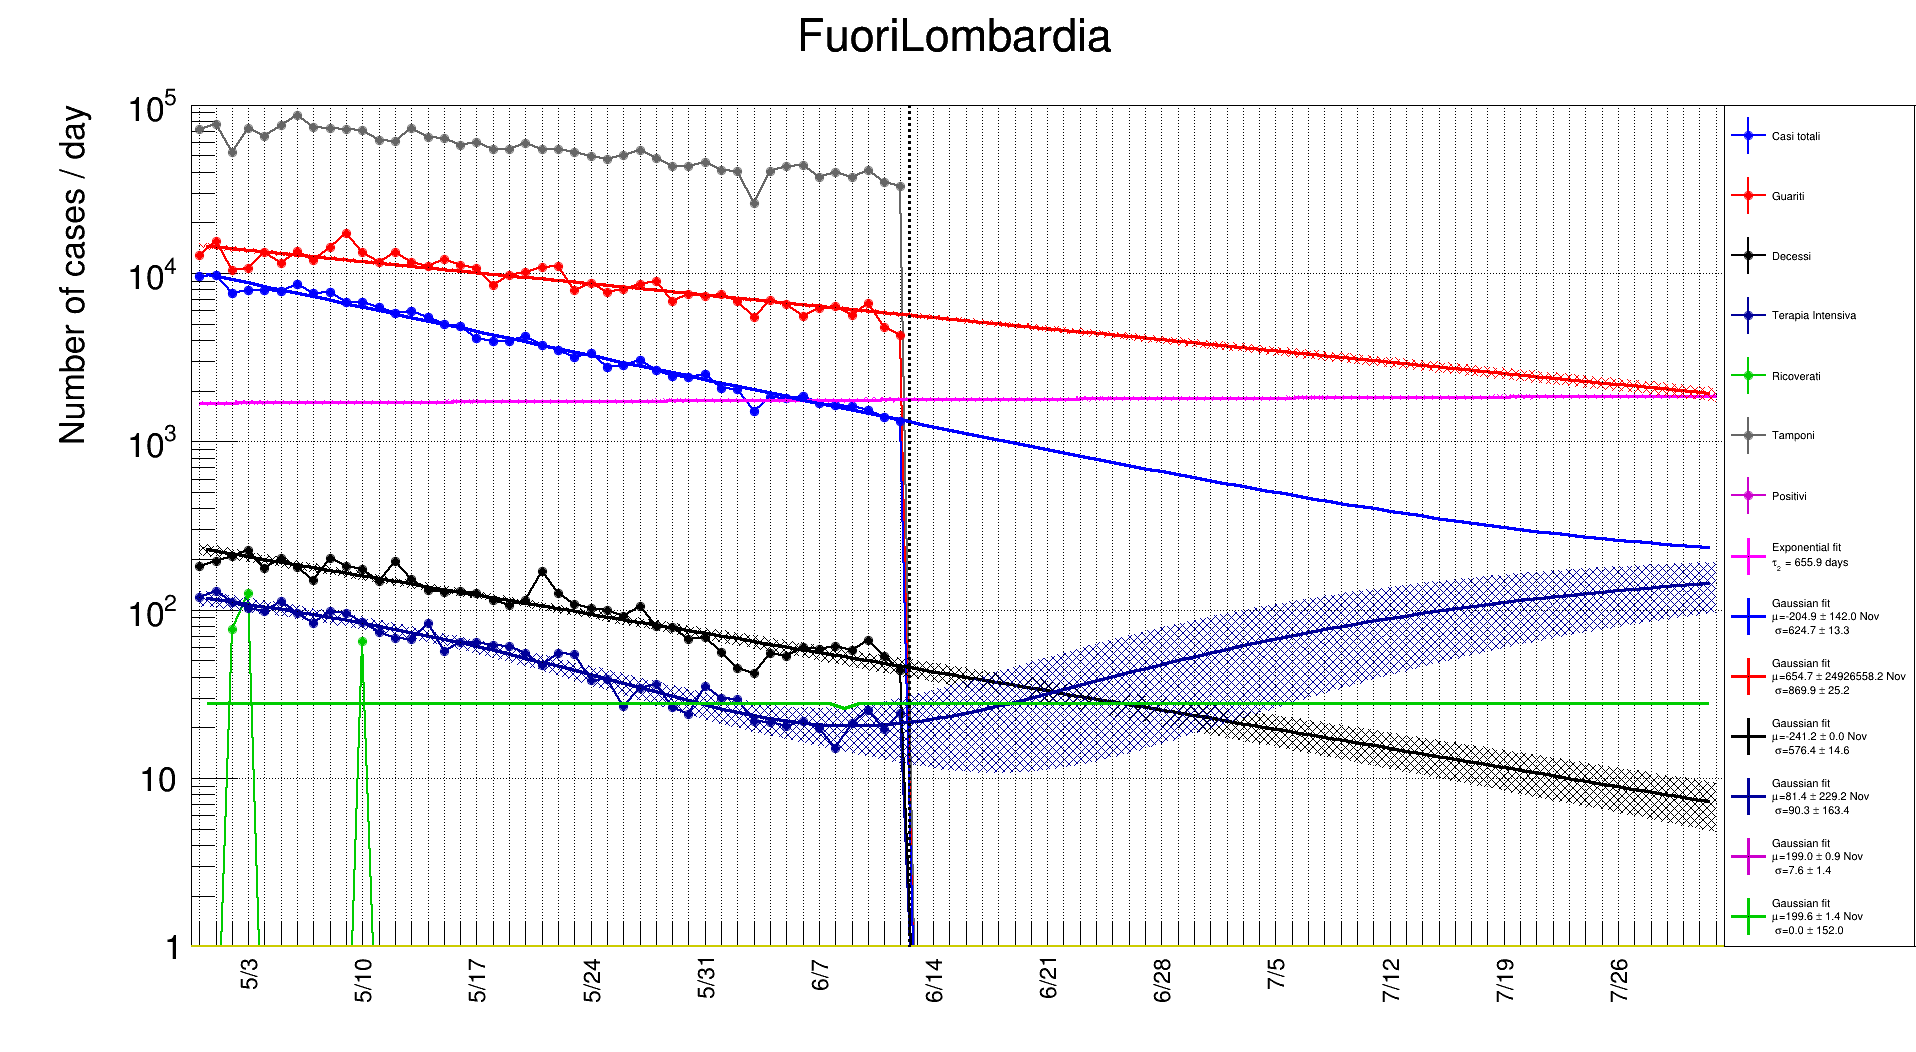 FuoriLombardia
Number of cases / day
10^5
10^4
10^3
10^2
10
1
5/3
5/10
5/17
5/24
5/31
6/7
6/14
6/21
6/28
7/5
7/12
7/19
7/26
Casi totali
Guariti
Decessi
Terapia Intensiva
Ricoverati
Tamponi
Positivi
Exponential fit
τ₂ = 655.9 days
Gaussian fit
μ=-204.9 ± 142.0 Nov
σ=624.7 ± 13.3
Gaussian fit
μ=654.7 ± 24926558.2 Nov
σ=869.9 ± 25.2
Gaussian fit
μ=-241.2 ± 0.0 Nov
σ=576.4 ± 14.6
Gaussian fit
μ=81.4 ± 229.2 Nov
σ=90.3 ± 163.4
Gaussian fit
μ=199.0 ± 0.9 Nov
σ=7.6 ± 1.4
Gaussian fit
μ=199.6 ± 1.4 Nov
σ=0.0 ± 152.0